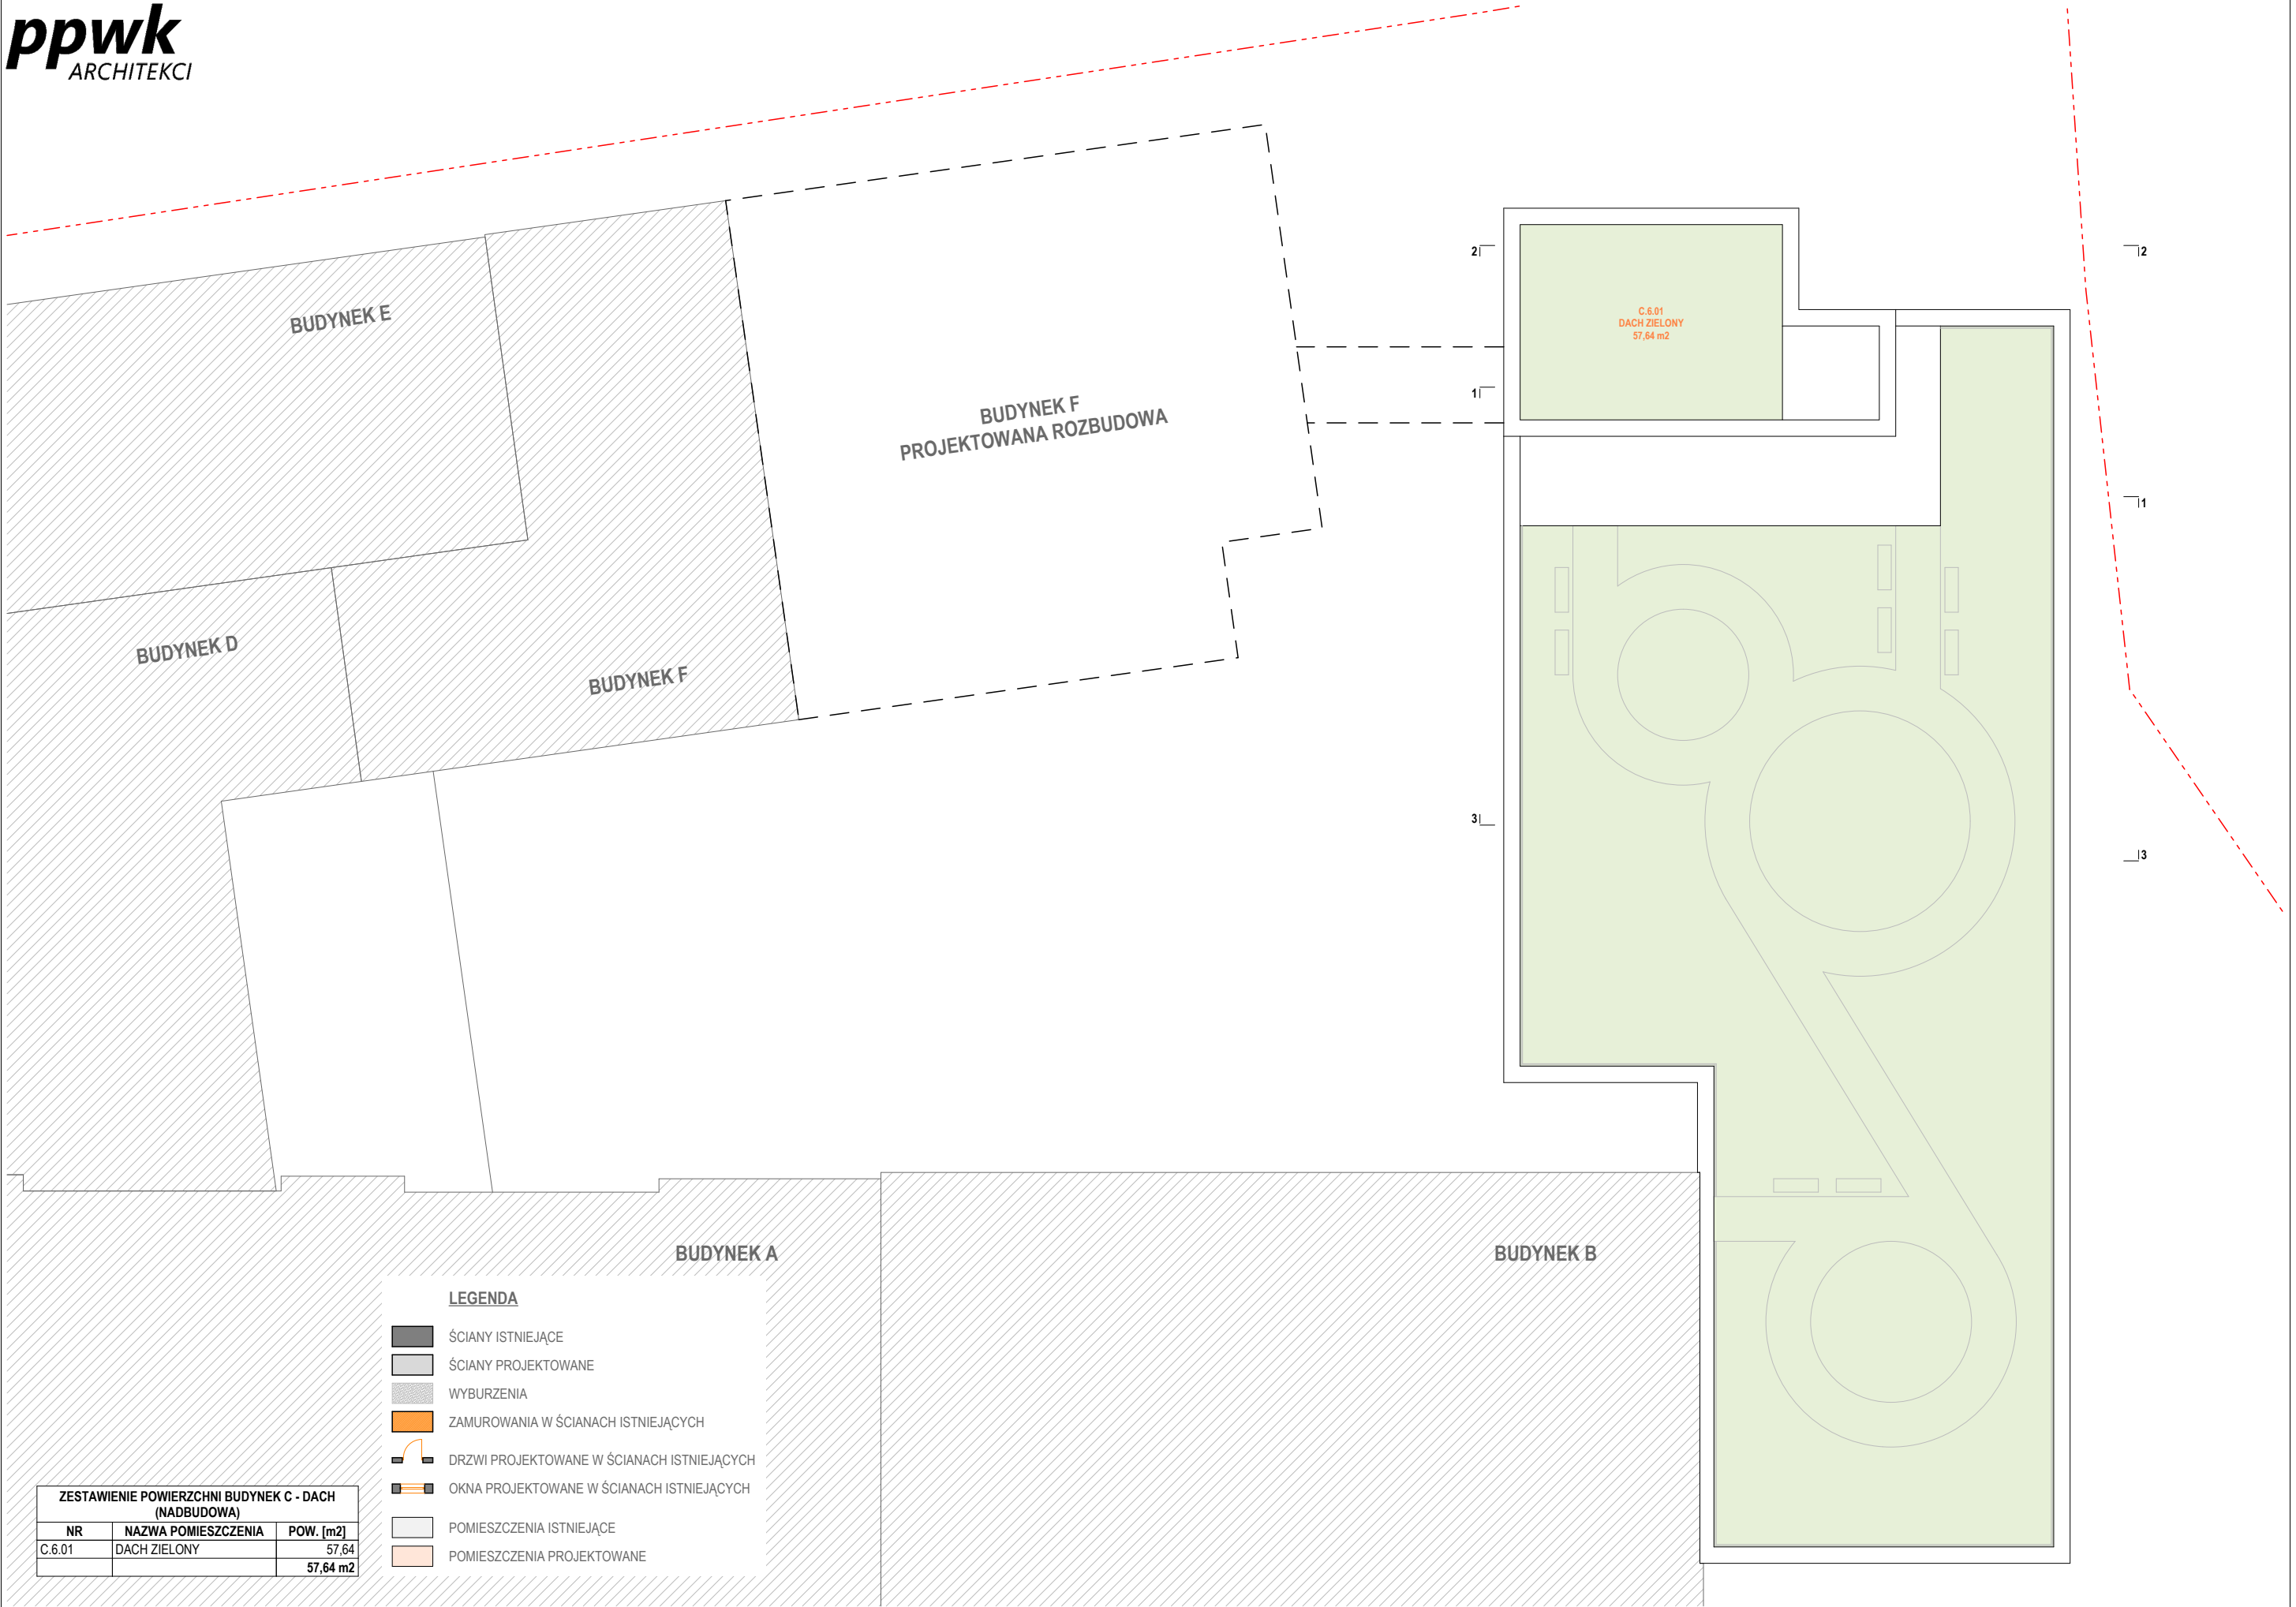 ppwk
ARCHITEKCI
BUDYNEK E
BUDYNEK F
PROJEKTOWANA ROZBUDOWA
BUDYNEK D
BUDYNEK F
2
2
C.6.01
DACH ZIELONY
57,64 m2
1
1
3
3
BUDYNEK A
BUDYNEK B
LEGENDA
ŚCIANY ISTNIEJĄCE
ŚCIANY PROJEKTOWANE
WYBURZENIA
ZAMUROWANIA W ŚCIANACH ISTNIEJĄCYCH
DRZWI PROJEKTOWANE W ŚCIANACH ISTNIEJĄCYCH
OKNA PROJEKTOWANE W ŚCIANACH ISTNIEJĄCYCH
POMIESZCZENIA ISTNIEJĄCE
POMIESZCZENIA PROJEKTOWANE
ZESTAWIENIE POWIERZCHNI BUDYNEK C - DACH
(NADBUDOWA)
NR NAZWA POMIESZCZENIA POW. [m2]
C.6.01 DACH ZIELONY 57,64
57,64 m2